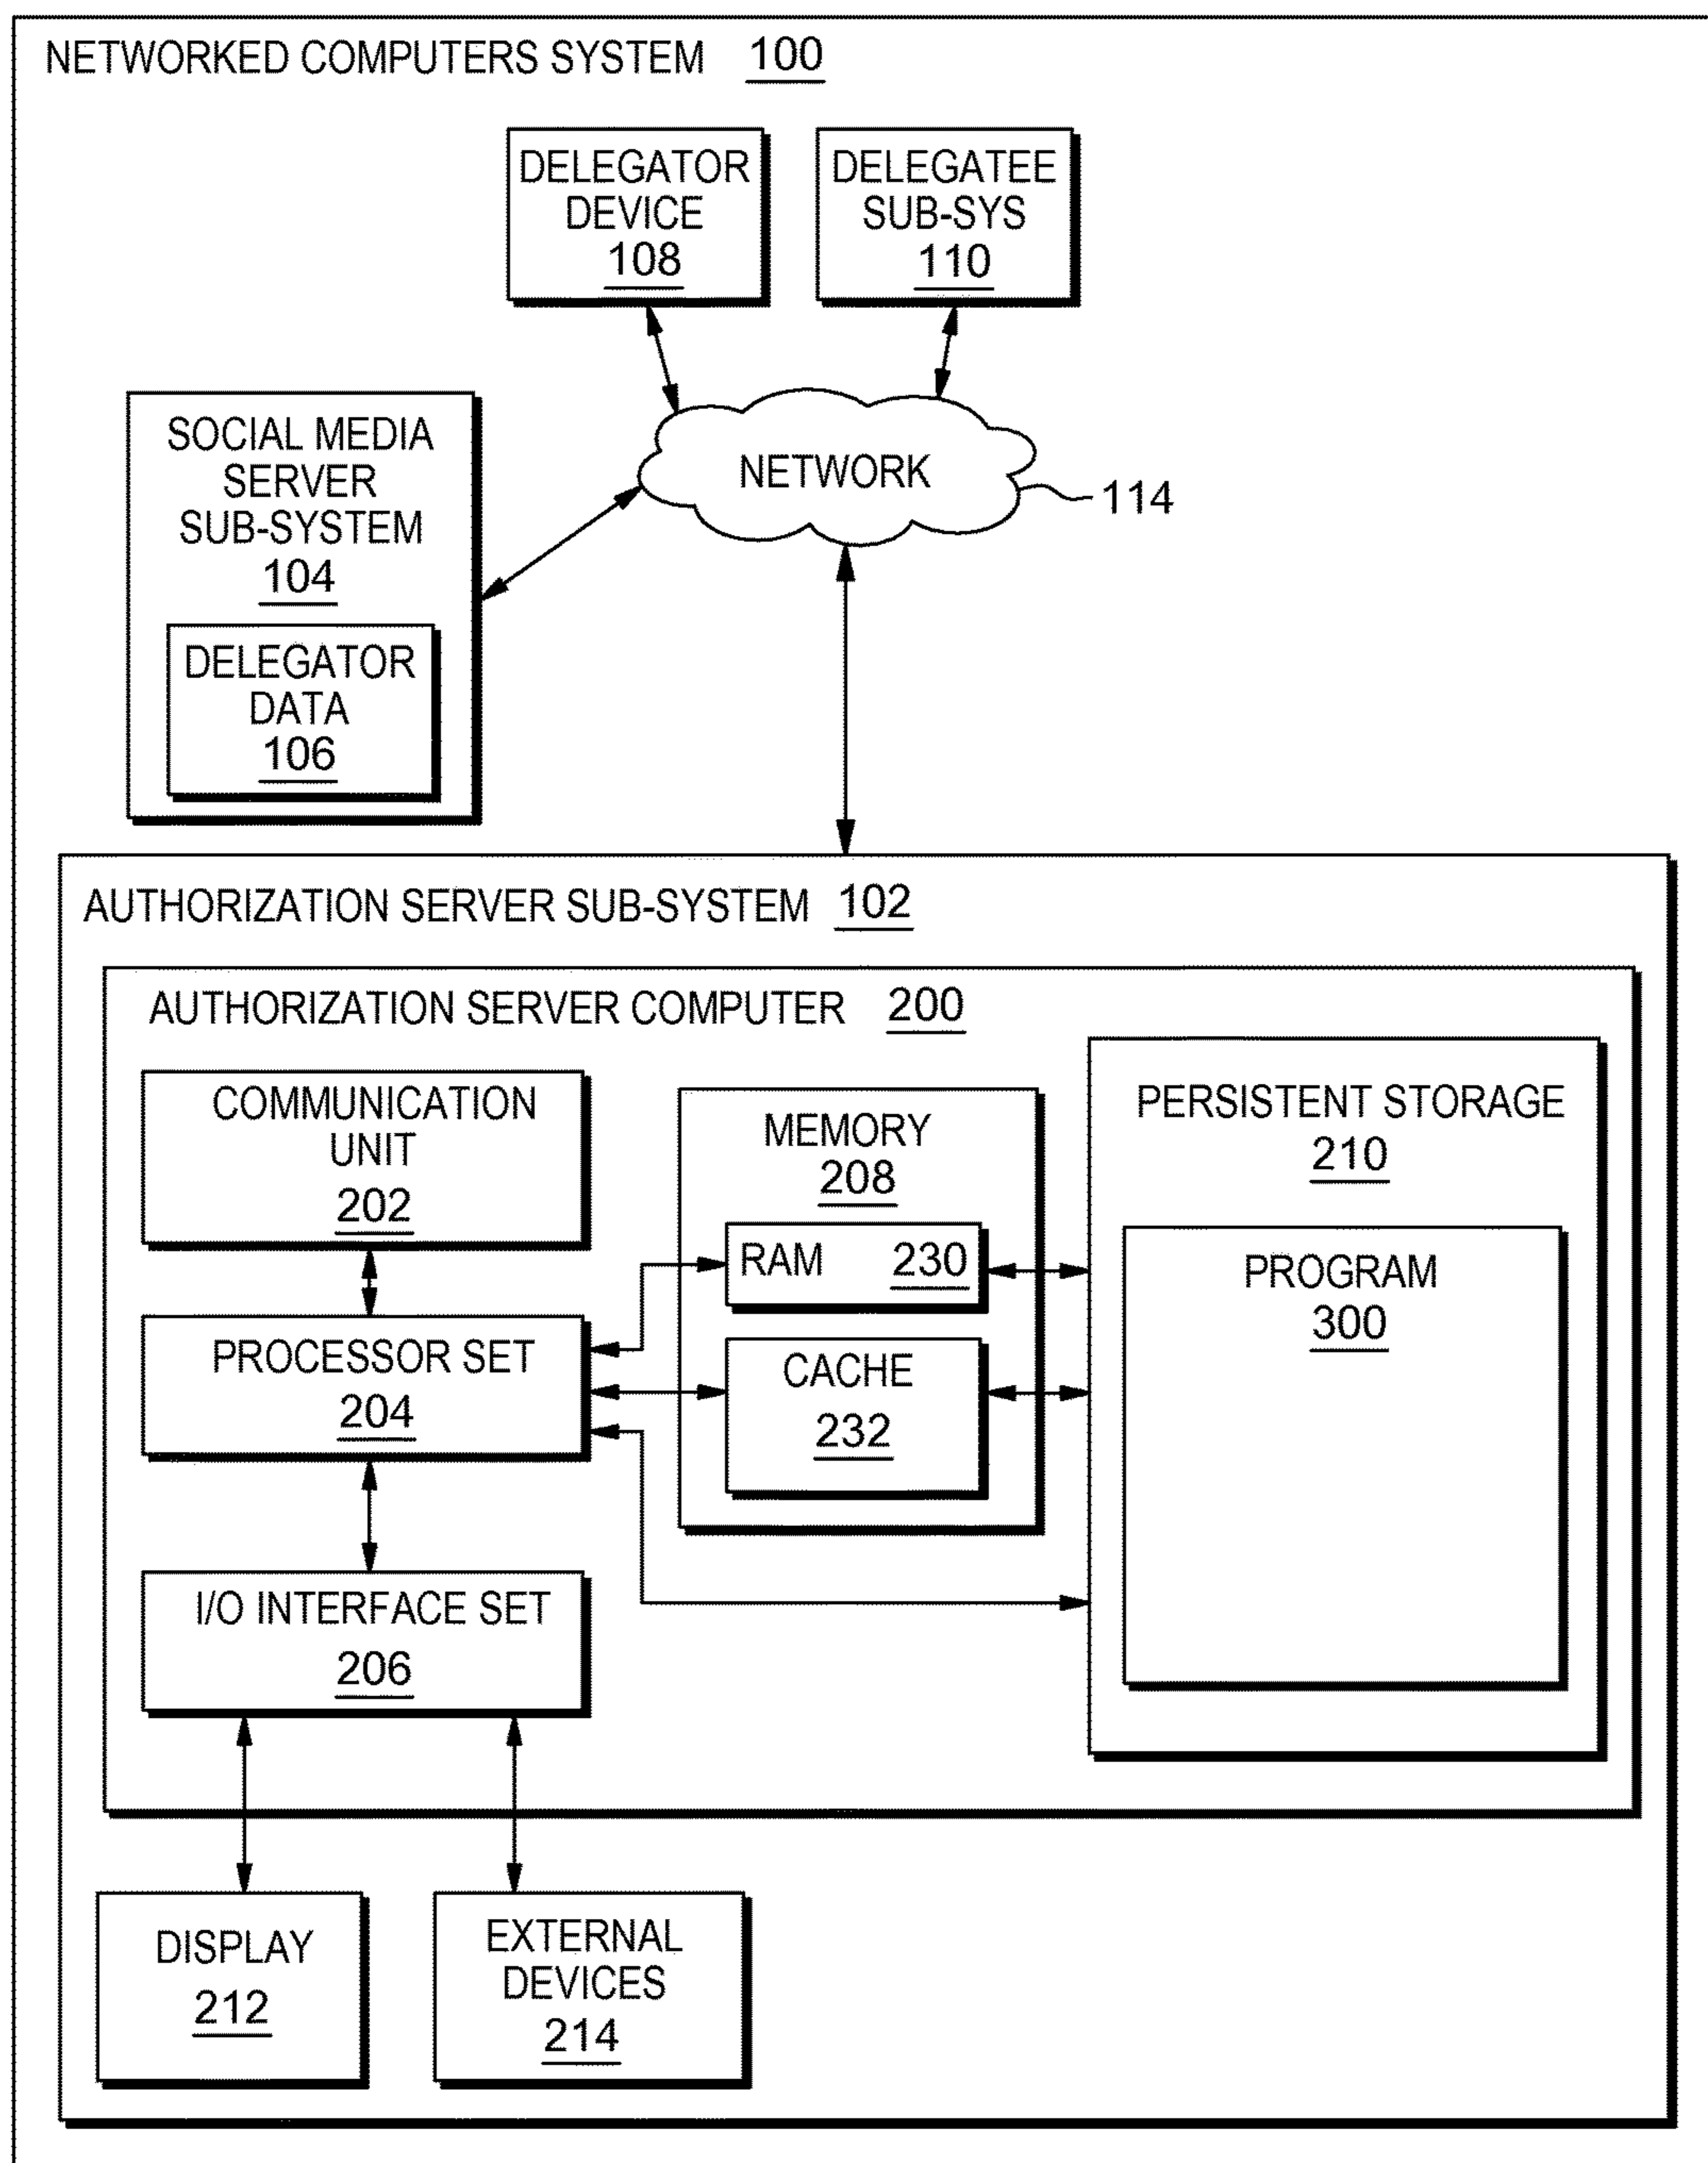 NETWORKED COMPUTERS SYSTEM 100
DELEGATOR
DEVICE
108
DELEGATEE
SUB-SYS
110
SOCIAL MEDIA
SERVER
SUB-SYSTEM
104
DELEGATOR
DATA
106
NETWORK
114
AUTHORIZATION SERVER SUB-SYSTEM 102
AUTHORIZATION SERVER COMPUTER 200
COMMUNICATION
UNIT
202
PROCESSOR SET
204
I/O INTERFACE SET
206
MEMORY
208
RAM 230
CACHE
232
PERSISTENT STORAGE
210
PROGRAM
300
DISPLAY
212
EXTERNAL
DEVICES
214